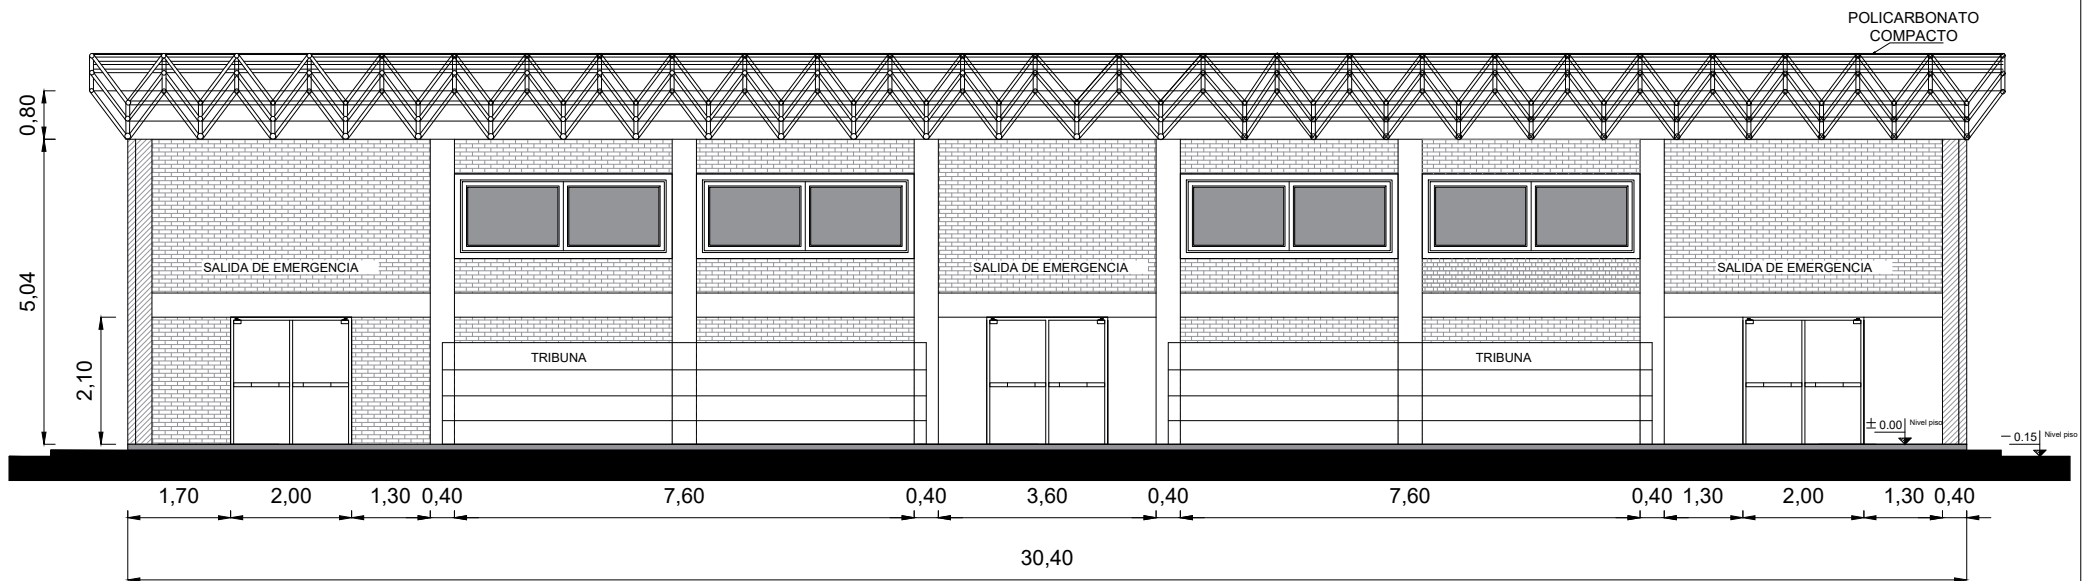 POLICARBONATO
COMPACTO
0,80
5,04
2,10
SALIDA DE EMERGENCIA
SALIDA DE EMERGENCIA
SALIDA DE EMERGENCIA
TRIBUNA
TRIBUNA
± 0.00 Nivel piso
− 0.15 Nivel piso
1,70 2,00 1,30 0,40 7,60 0,40 3,60 0,40 7,60 0,40 1,30 2,00 1,30 0,40
30,40